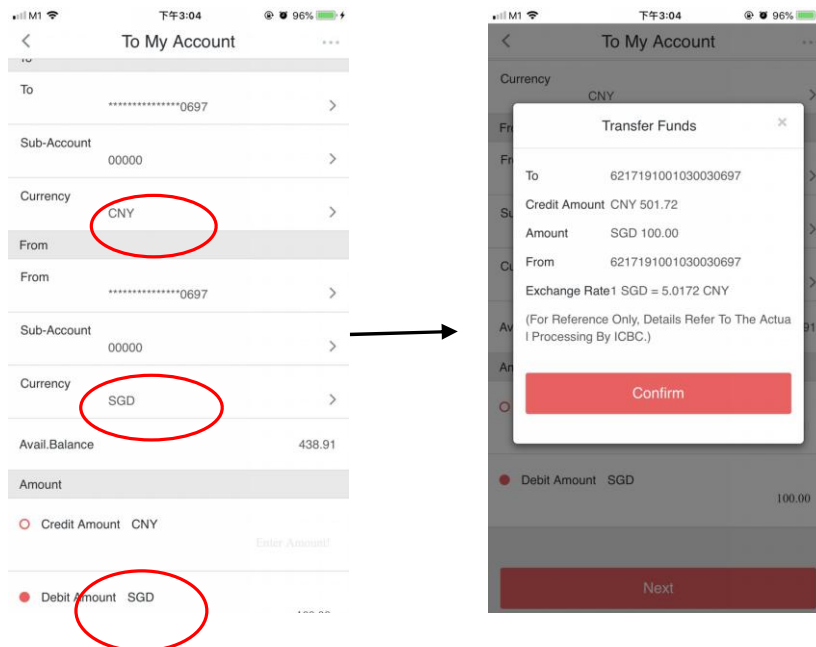 M1 下午3:04 96%
To My Account
To
***************0697
Sub-Account
00000
Currency
CNY
From
From
***************0697
Sub-Account
00000
Currency
SGD
Avail.Balance 438.91
Amount
Credit Amount CNY
Enter Amount!
Debit Amount SGD
M1 下午3:04 96%
To My Account
Currency
CNY
Transfer Funds
To 6217191001030030697
Credit Amount CNY 501.72
Amount SGD 100.00
From 6217191001030030697
Exchange Rate1 SGD = 5.0172 CNY
(For Reference Only, Details Refer To The Actua
l Processing By ICBC.)
Confirm
Debit Amount SGD
100.00
Next